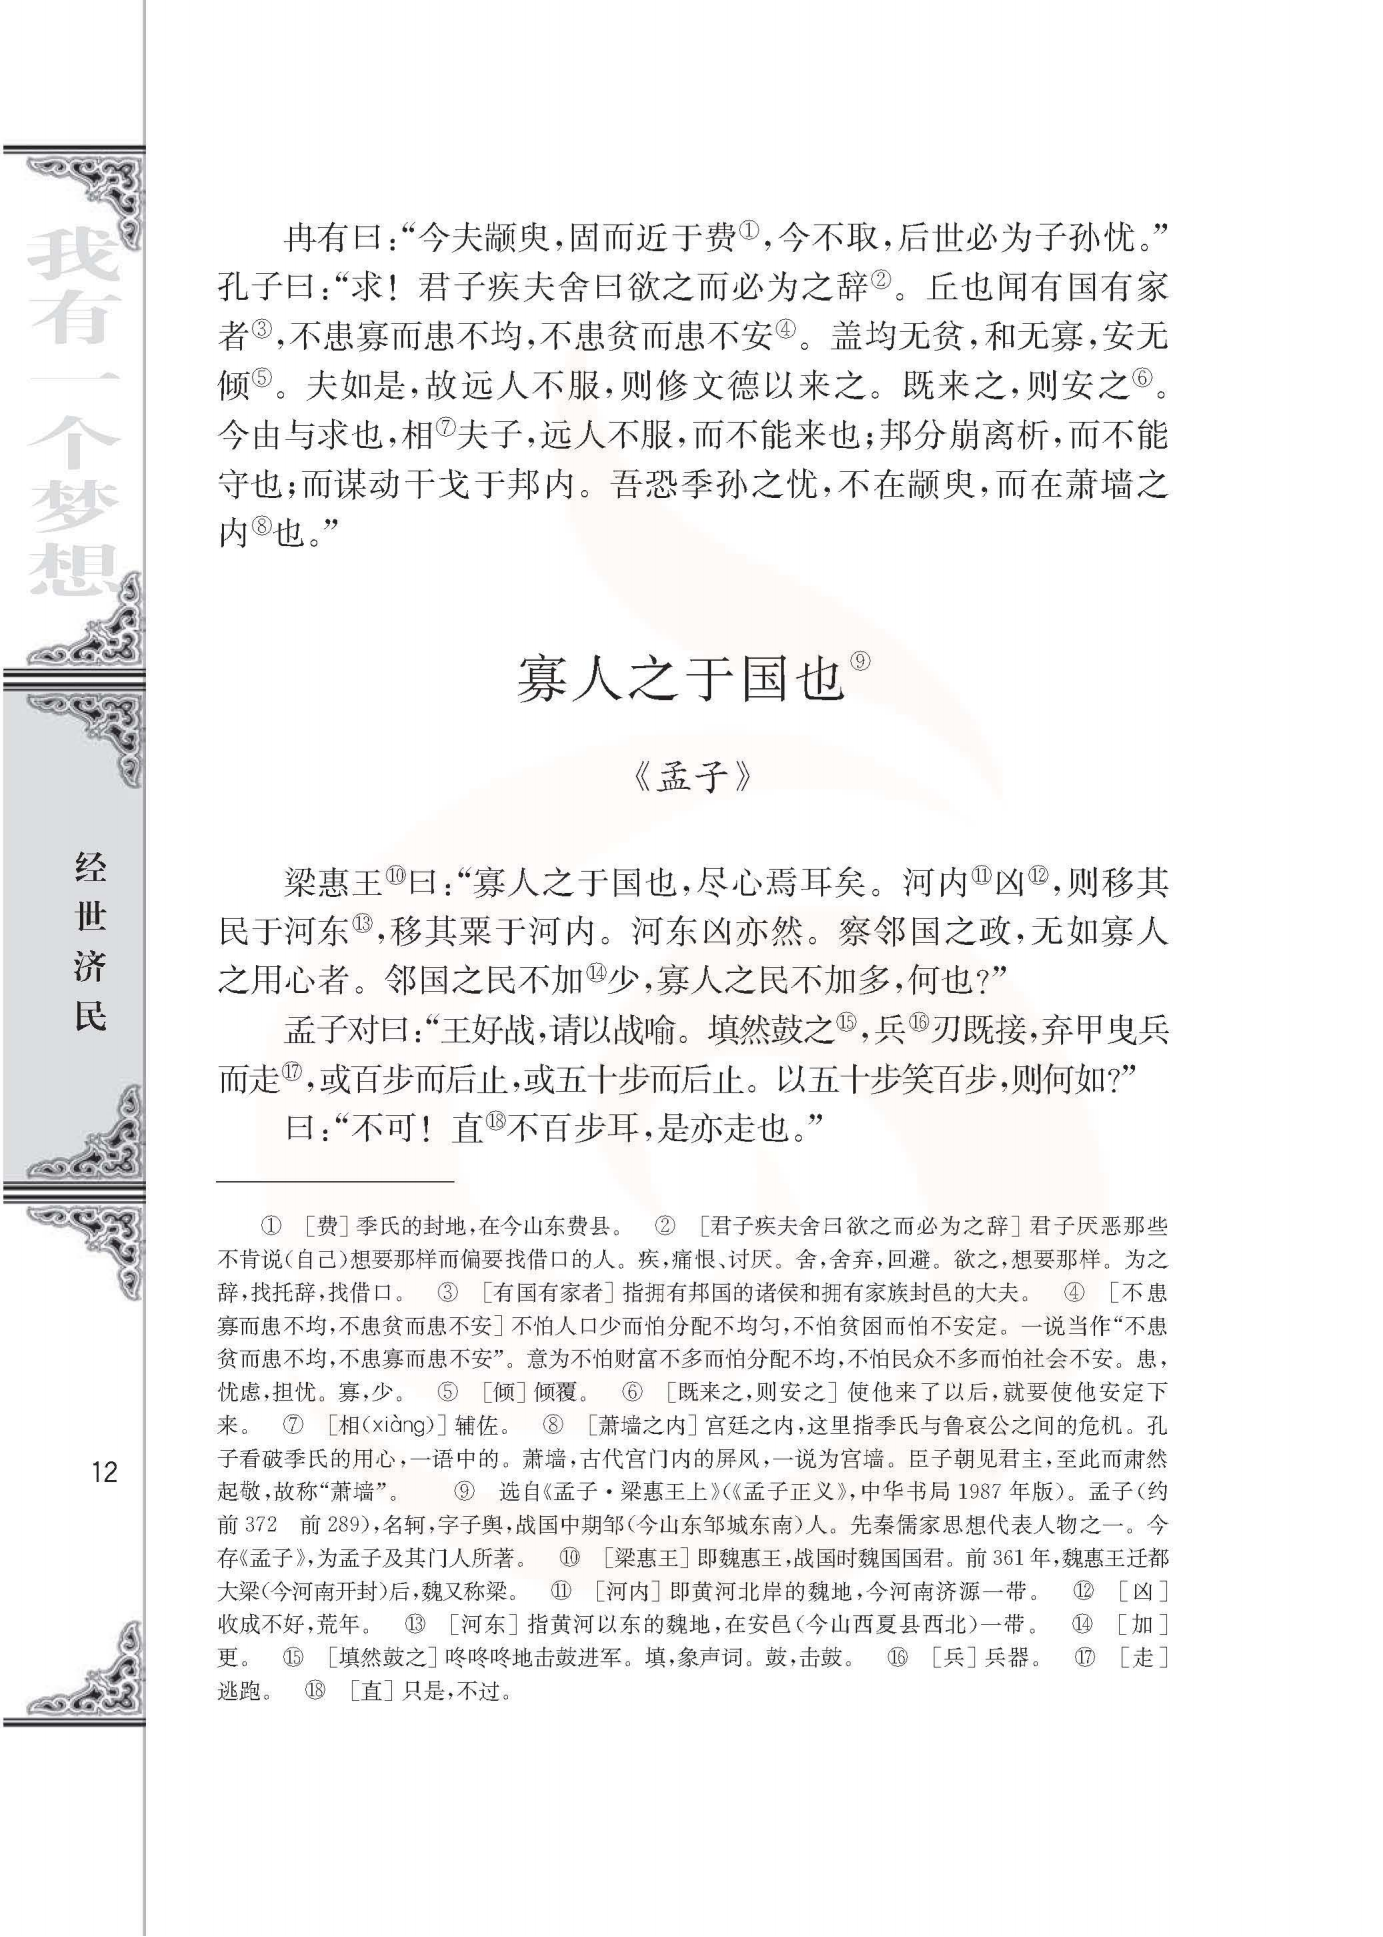 我有一个梦想
经世济民
12
冉有曰：“今夫颛臾，固而近于费①，今不取，后世必为子孙忧。”
孔子曰：“求！君子疾夫舍曰欲之而必为之辞②。丘也闻有国有家
者③，不患寡而患不均，不患贫而患不安④。盖均无贫，和无寡，安无
倾⑤。夫如是，故远人不服，则修文德以来之。既来之，则安之⑥。
今由与求也，相⑦夫子，远人不服，而不能来也；邦分崩离析，而不能
守也；而谋动干戈于邦内。吾恐季孙之忧，不在颛臾，而在萧墙之
内⑧也。”
寡人之于国也⑨
《孟子》
梁惠王⑩曰：“寡人之于国也，尽心焉耳矣。河内⑪凶⑫，则移其
民于河东⑬，移其粟于河内。河东凶亦然。察邻国之政，无如寡人
之用心者。邻国之民不加⑭少，寡人之民不加多，何也？”
孟子对曰：“王好战，请以战喻。填然鼓之⑮，兵⑯刃既接，弃甲曳兵
而走⑰，或百步而后止，或五十步而后止。以五十步笑百步，则何如？”
曰：“不可！直⑱不百步耳，是亦走也。”
① ［费］季氏的封地，在今山东费县。 ② ［君子疾夫舍曰欲之而必为之辞］君子厌恶那些
不肯说（自己）想要那样而偏要找借口的人。疾，痛恨、讨厌。舍，舍弃，回避。欲之，想要那样。为之
辞，找托辞，找借口。 ③ ［有国有家者］指拥有邦国的诸侯和拥有家族封邑的大夫。 ④ ［不患
寡而患不均，不患贫而患不安］不怕人口少而怕分配不均匀，不怕贫困而怕不安定。一说当作“不患
贫而患不均，不患寡而患不安”。意为不怕财富不多而怕分配不均，不怕民众不多而怕社会不安。患，
忧虑，担忧。寡，少。 ⑤ ［倾］倾覆。 ⑥ ［既来之，则安之］使他来了以后，就要使他安定下
来。 ⑦ ［相(xiàng)］辅佐。 ⑧ ［萧墙之内］宫廷之内，这里指季氏与鲁哀公之间的危机。孔
子看破季氏的用心，一语中的。萧墙，古代宫门内的屏风，一说为宫墙。臣子朝见君主，至此而肃然
起敬，故称“萧墙”。 ⑨ 选自《孟子·梁惠王上》（《孟子正义》，中华书局 1987 年版）。孟子（约
前 372 前 289），名轲，字子舆，战国中期邹（今山东邹城东南）人。先秦儒家思想代表人物之一。今
存《孟子》，为孟子及其门人所著。 ⑩ ［梁惠王］即魏惠王，战国时魏国国君。前 361 年，魏惠王迁都
大梁（今河南开封）后，魏又称梁。 ⑪ ［河内］即黄河北岸的魏地，今河南济源一带。 ⑫ ［凶］
收成不好，荒年。 ⑬ ［河东］指黄河以东的魏地，在安邑（今山西夏县西北）一带。 ⑭ ［加］
更。 ⑮ ［填然鼓之］咚咚咚地击鼓进军。填，象声词。鼓，击鼓。 ⑯ ［兵］兵器。 ⑰ ［走］
逃跑。 ⑱ ［直］只是，不过。